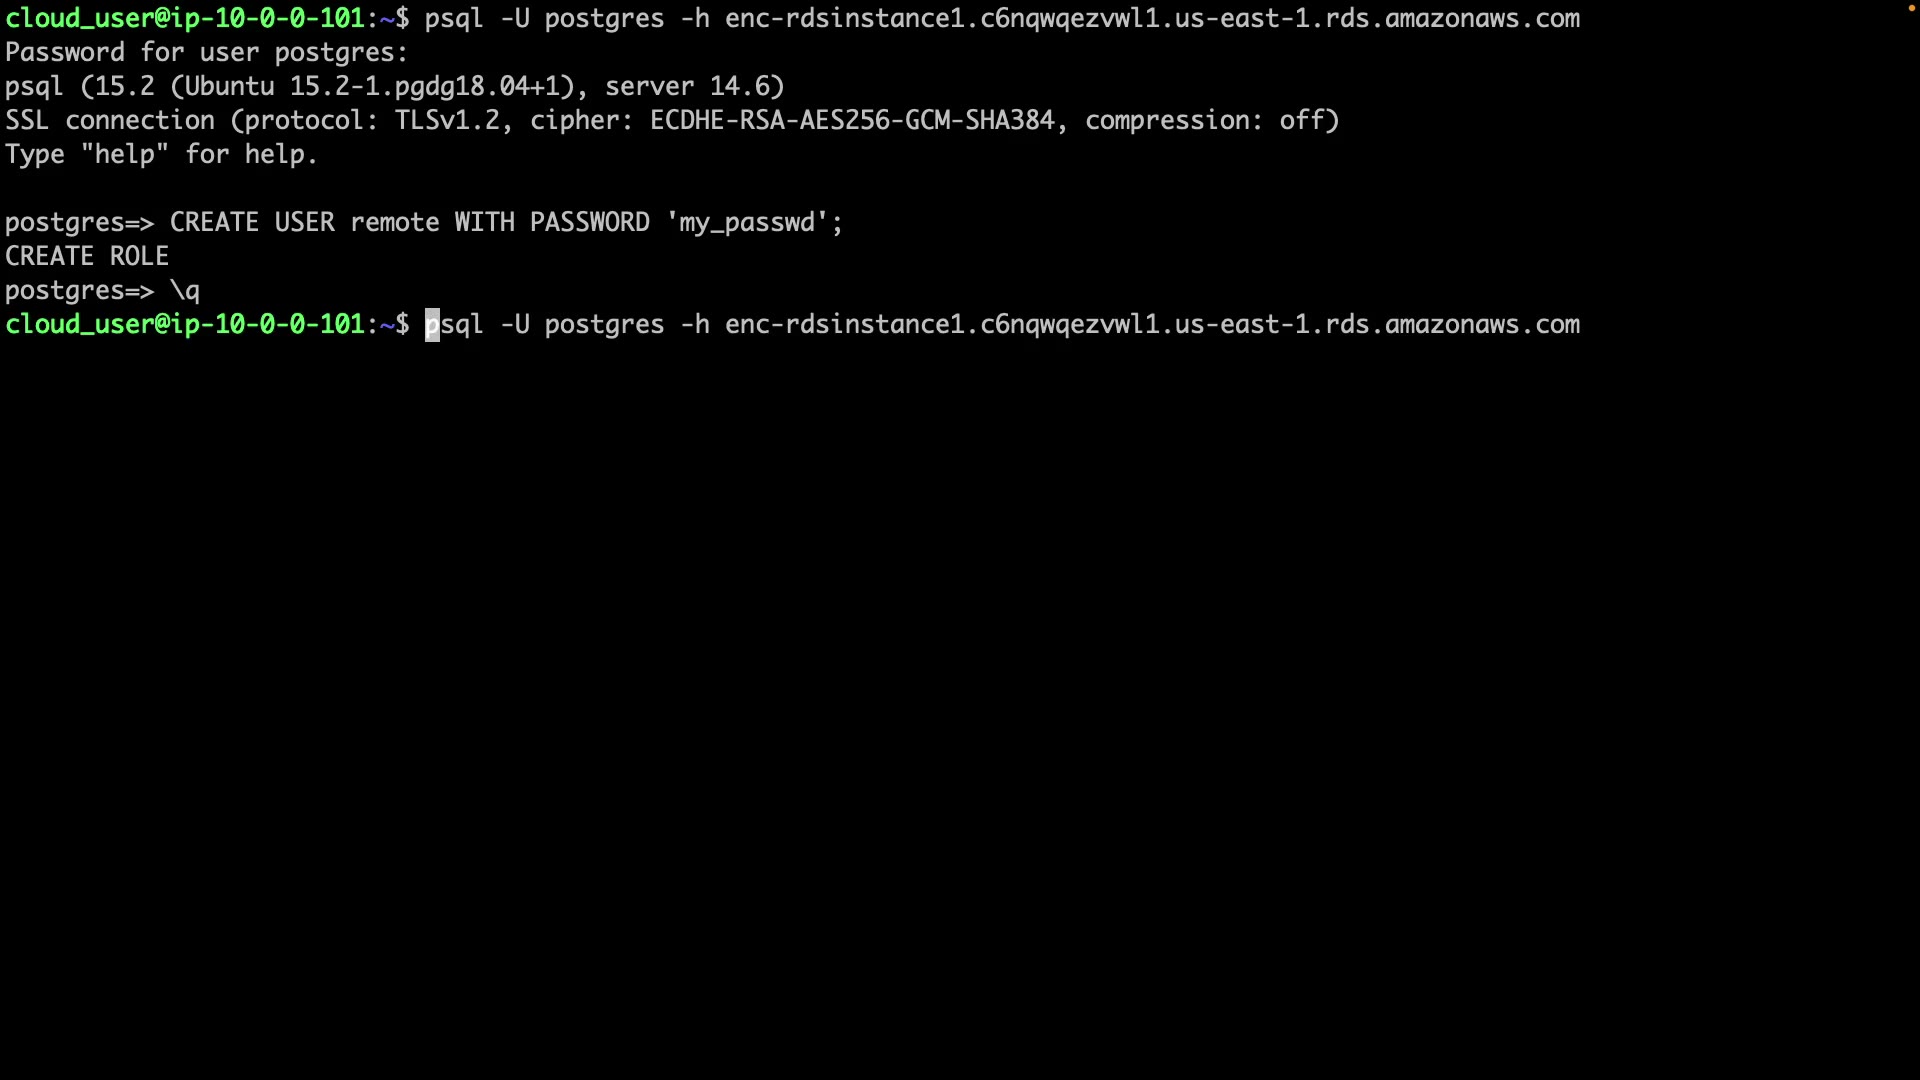 cloud_user@ip-10-0-0-101:~$ psql -U postgres -h enc-rdsinstance1.c6nqwqezvwl1.us-east-1.rds.amazonaws.com
Password for user postgres:
psql (15.2 (Ubuntu 15.2-1.pgdg18.04+1), server 14.6)
SSL connection (protocol: TLSv1.2, cipher: ECDHE-RSA-AES256-GCM-SHA384, compression: off)
Type "help" for help.

postgres=> CREATE USER remote WITH PASSWORD 'my_passwd';
CREATE ROLE
postgres=> \q
cloud_user@ip-10-0-0-101:~$ psql -U postgres -h enc-rdsinstance1.c6nqwqezvwl1.us-east-1.rds.amazonaws.com